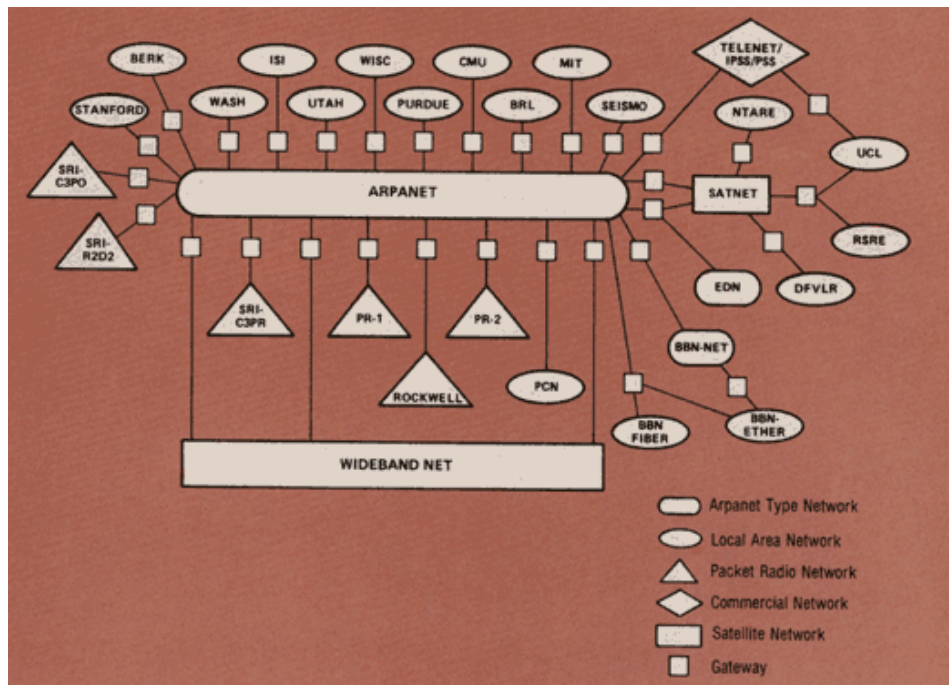 TELENET/
IPSS/PSS
BERK
ISI
WISC
CMU
MIT
STANFORD
WASH
UTAH
PURDUE
BRL
SEISMO
NTARE
UCL
SRI-
C3PO
ARPANET
SATNET
SRI-
R2D2
RSRE
EDN
DFVLR
SRI-
C3PR
PR-1
PR-2
BBN-NET
ROCKWELL
PCN
BBN
FIBER
BBN-
ETHER
WIDEBAND NET
Arpanet Type Network
Local Area Network
Packet Radio Network
Commercial Network
Satellite Network
Gateway